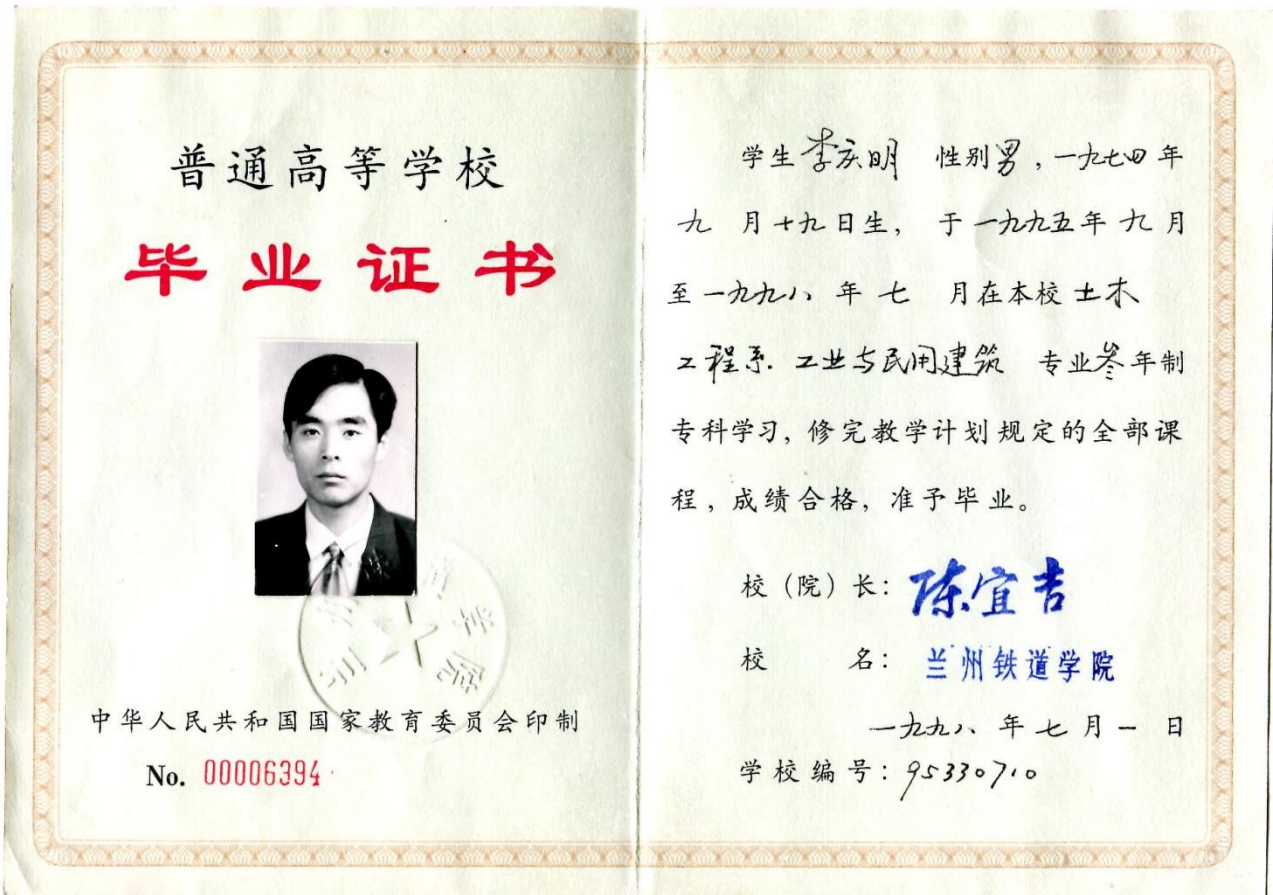 普通高等学校
毕业证书
中华人民共和国国家教育委员会印制
No. 00006394
学生李庆明 性别男，一九七四年
九 月十九日生， 于一九九五年九月
至一九九八 年 七 月在本校土木
工程系. 工业与民用建筑 专业叁年制
专科学习，修完教学计划规定的全部课
程，成绩合格，准予毕业。
校（院）长：陈宜吉
校 名：兰州铁道学院
一九九八 年 七 月 一 日
学校编号：95330710